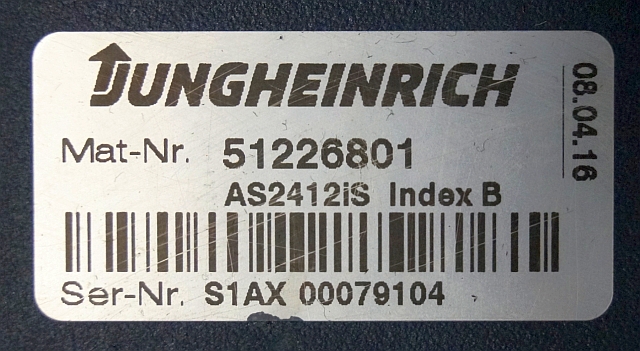 JUNGHEINRICH
Mat-Nr. 51226801
AS2412iS Index B
Ser-Nr. S1AX 00079104
08.04.16